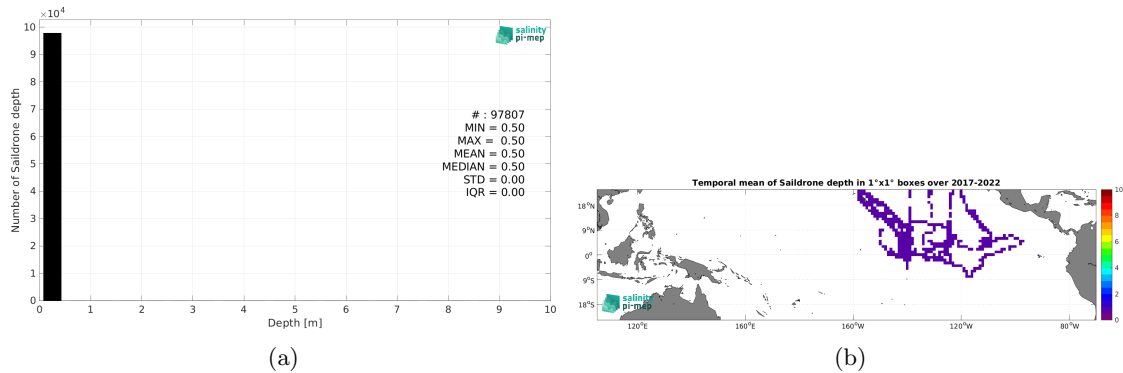 ×10⁴
10
9
8
7
6
5
4
3
2
1
0
Number of Saildrone depth
salinity
pi-mep
# : 97807
MIN = 0.50
MAX = 0.50
MEAN = 0.50
MEDIAN = 0.50
STD = 0.00
IQR = 0.00
0 1 2 3 4 5 6 7 8 9 10
Depth [m]
(a)
Temporal mean of Saildrone depth in 1°x1° boxes over 2017-2022
18°N
9°N
0°
9°S
18°S
salinity
pi-mep
120°E 160°E 160°W 120°W 80°W
10
8
6
4
2
0
(b)